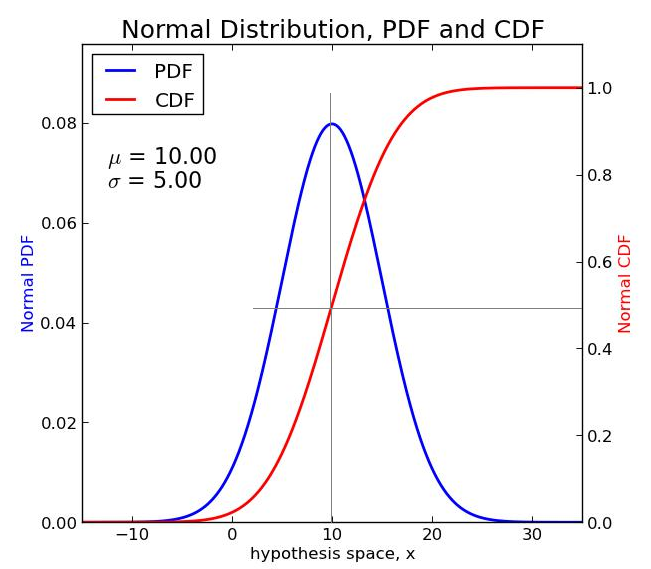 Normal Distribution, PDF and CDF
PDF
CDF
μ = 10.00
σ = 5.00
Normal PDF
0.08
0.06
0.04
0.02
0.00
1.0
0.8
0.6
0.4
0.2
0.0
Normal CDF
−10 0 10 20 30
hypothesis space, x